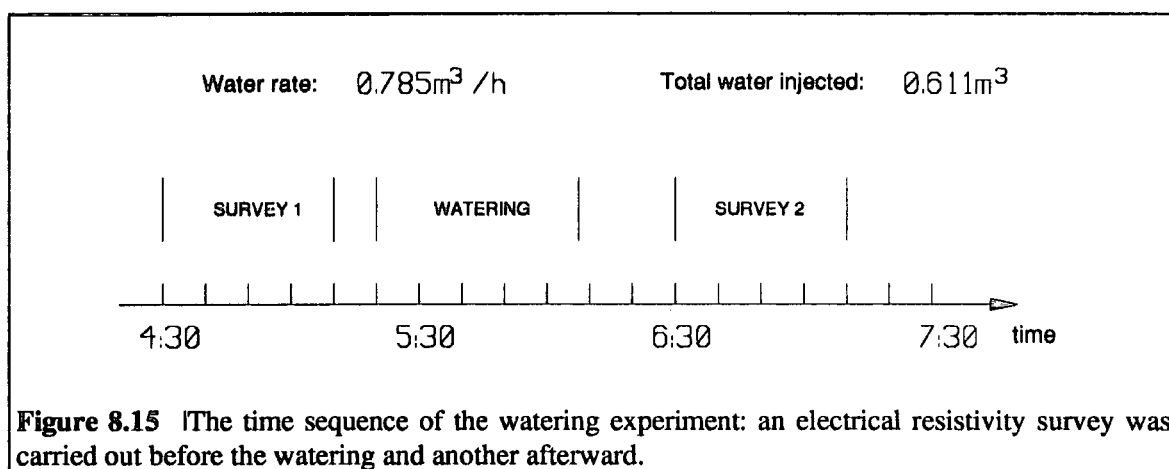 Water rate: 0.785m³ /h Total water injected: 0.611m³
SURVEY 1 WATERING SURVEY 2
4:30 5:30 6:30 7:30 time
Figure 8.15 The time sequence of the watering experiment: an electrical resistivity survey was
carried out before the watering and another afterward.